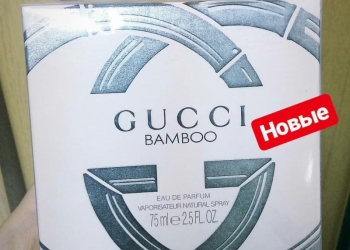 GUCCI
Новые
BAMBOO
EAU DE PARFUM
VAPORISATEUR NATURAL SPRAY
75 ml e 2.5 FL.OZ.